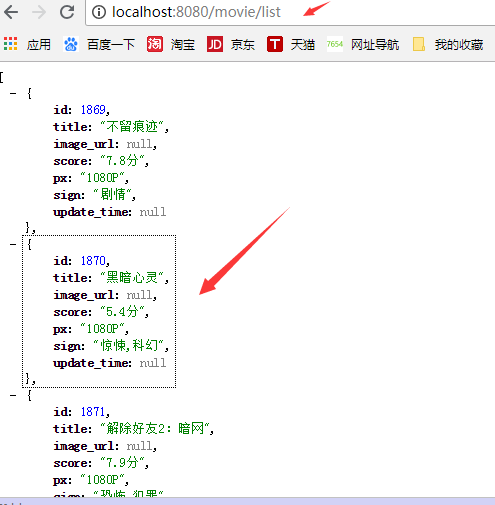 localhost:8080/movie/list
应用 百度一下 淘 淘宝 JD 京东 T 天猫 7654 网址导航 我的收藏
[
- {
id: 1869,
title: "不留痕迹",
image_url: null,
score: "7.8分",
px: "1080P",
sign: "剧情",
update_time: null
},
- {
id: 1870,
title: "黑暗心灵",
image_url: null,
score: "5.4分",
px: "1080P",
sign: "惊悚,科幻",
update_time: null
},
- {
id: 1871,
title: "解除好友2：暗网",
image_url: null,
score: "7.9分",
px: "1080P",
sign: "恐怖,犯罪"